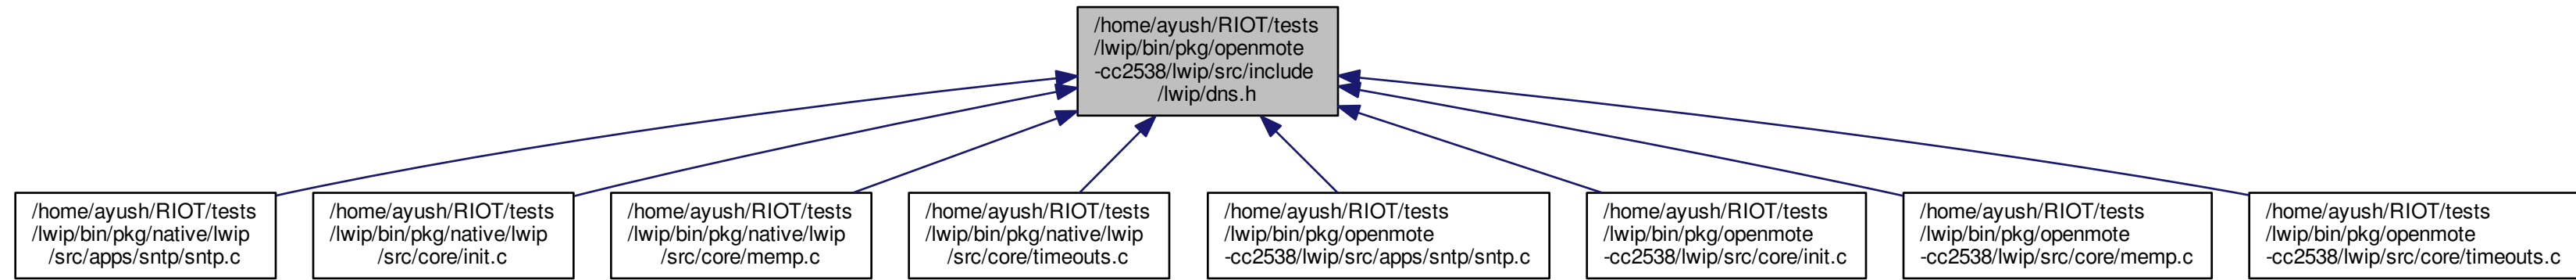 /home/ayush/RIOT/tests
/lwip/bin/pkg/openmote
-cc2538/lwip/src/include
/lwip/dns.h
/home/ayush/RIOT/tests
/lwip/bin/pkg/native/lwip
/src/apps/sntp/sntp.c
/home/ayush/RIOT/tests
/lwip/bin/pkg/native/lwip
/src/core/init.c
/home/ayush/RIOT/tests
/lwip/bin/pkg/native/lwip
/src/core/memp.c
/home/ayush/RIOT/tests
/lwip/bin/pkg/native/lwip
/src/core/timeouts.c
/home/ayush/RIOT/tests
/lwip/bin/pkg/openmote
-cc2538/lwip/src/apps/sntp/sntp.c
/home/ayush/RIOT/tests
/lwip/bin/pkg/openmote
-cc2538/lwip/src/core/init.c
/home/ayush/RIOT/tests
/lwip/bin/pkg/openmote
-cc2538/lwip/src/core/memp.c
/home/ayush/RIOT/tests
/lwip/bin/pkg/openmote
-cc2538/lwip/src/core/timeouts.c